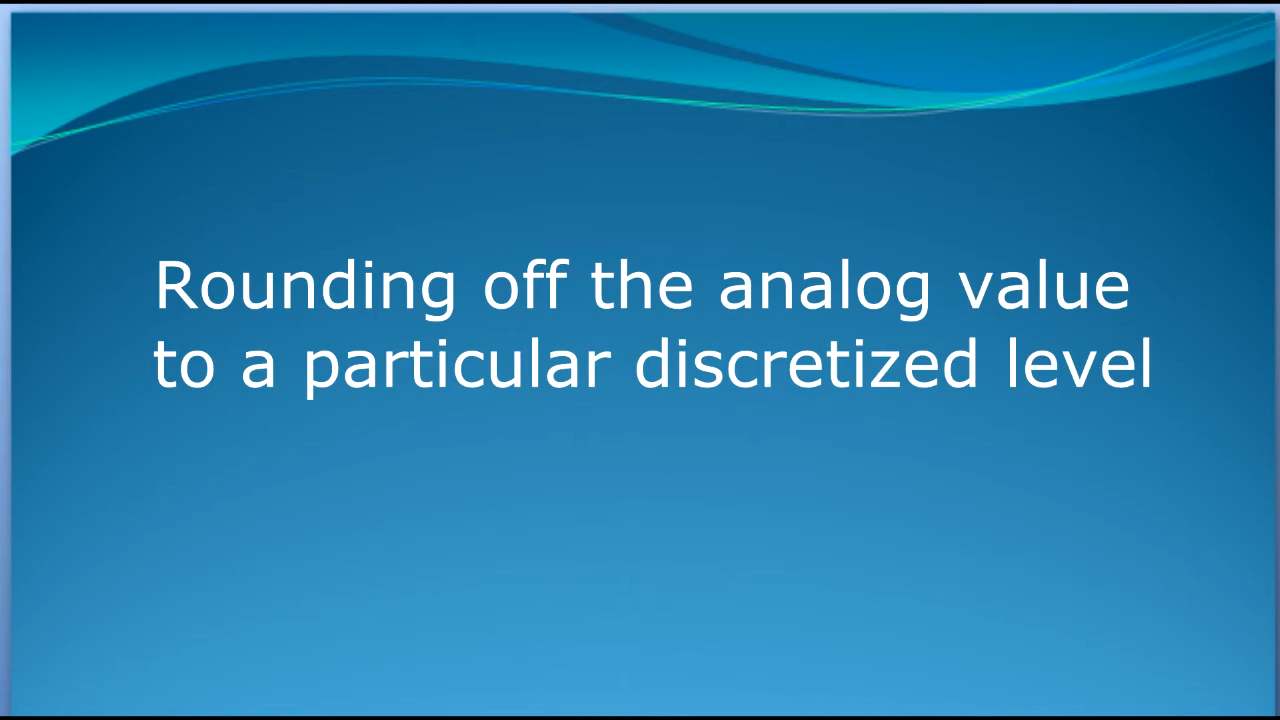 Rounding off the analog value
to a particular discretized level